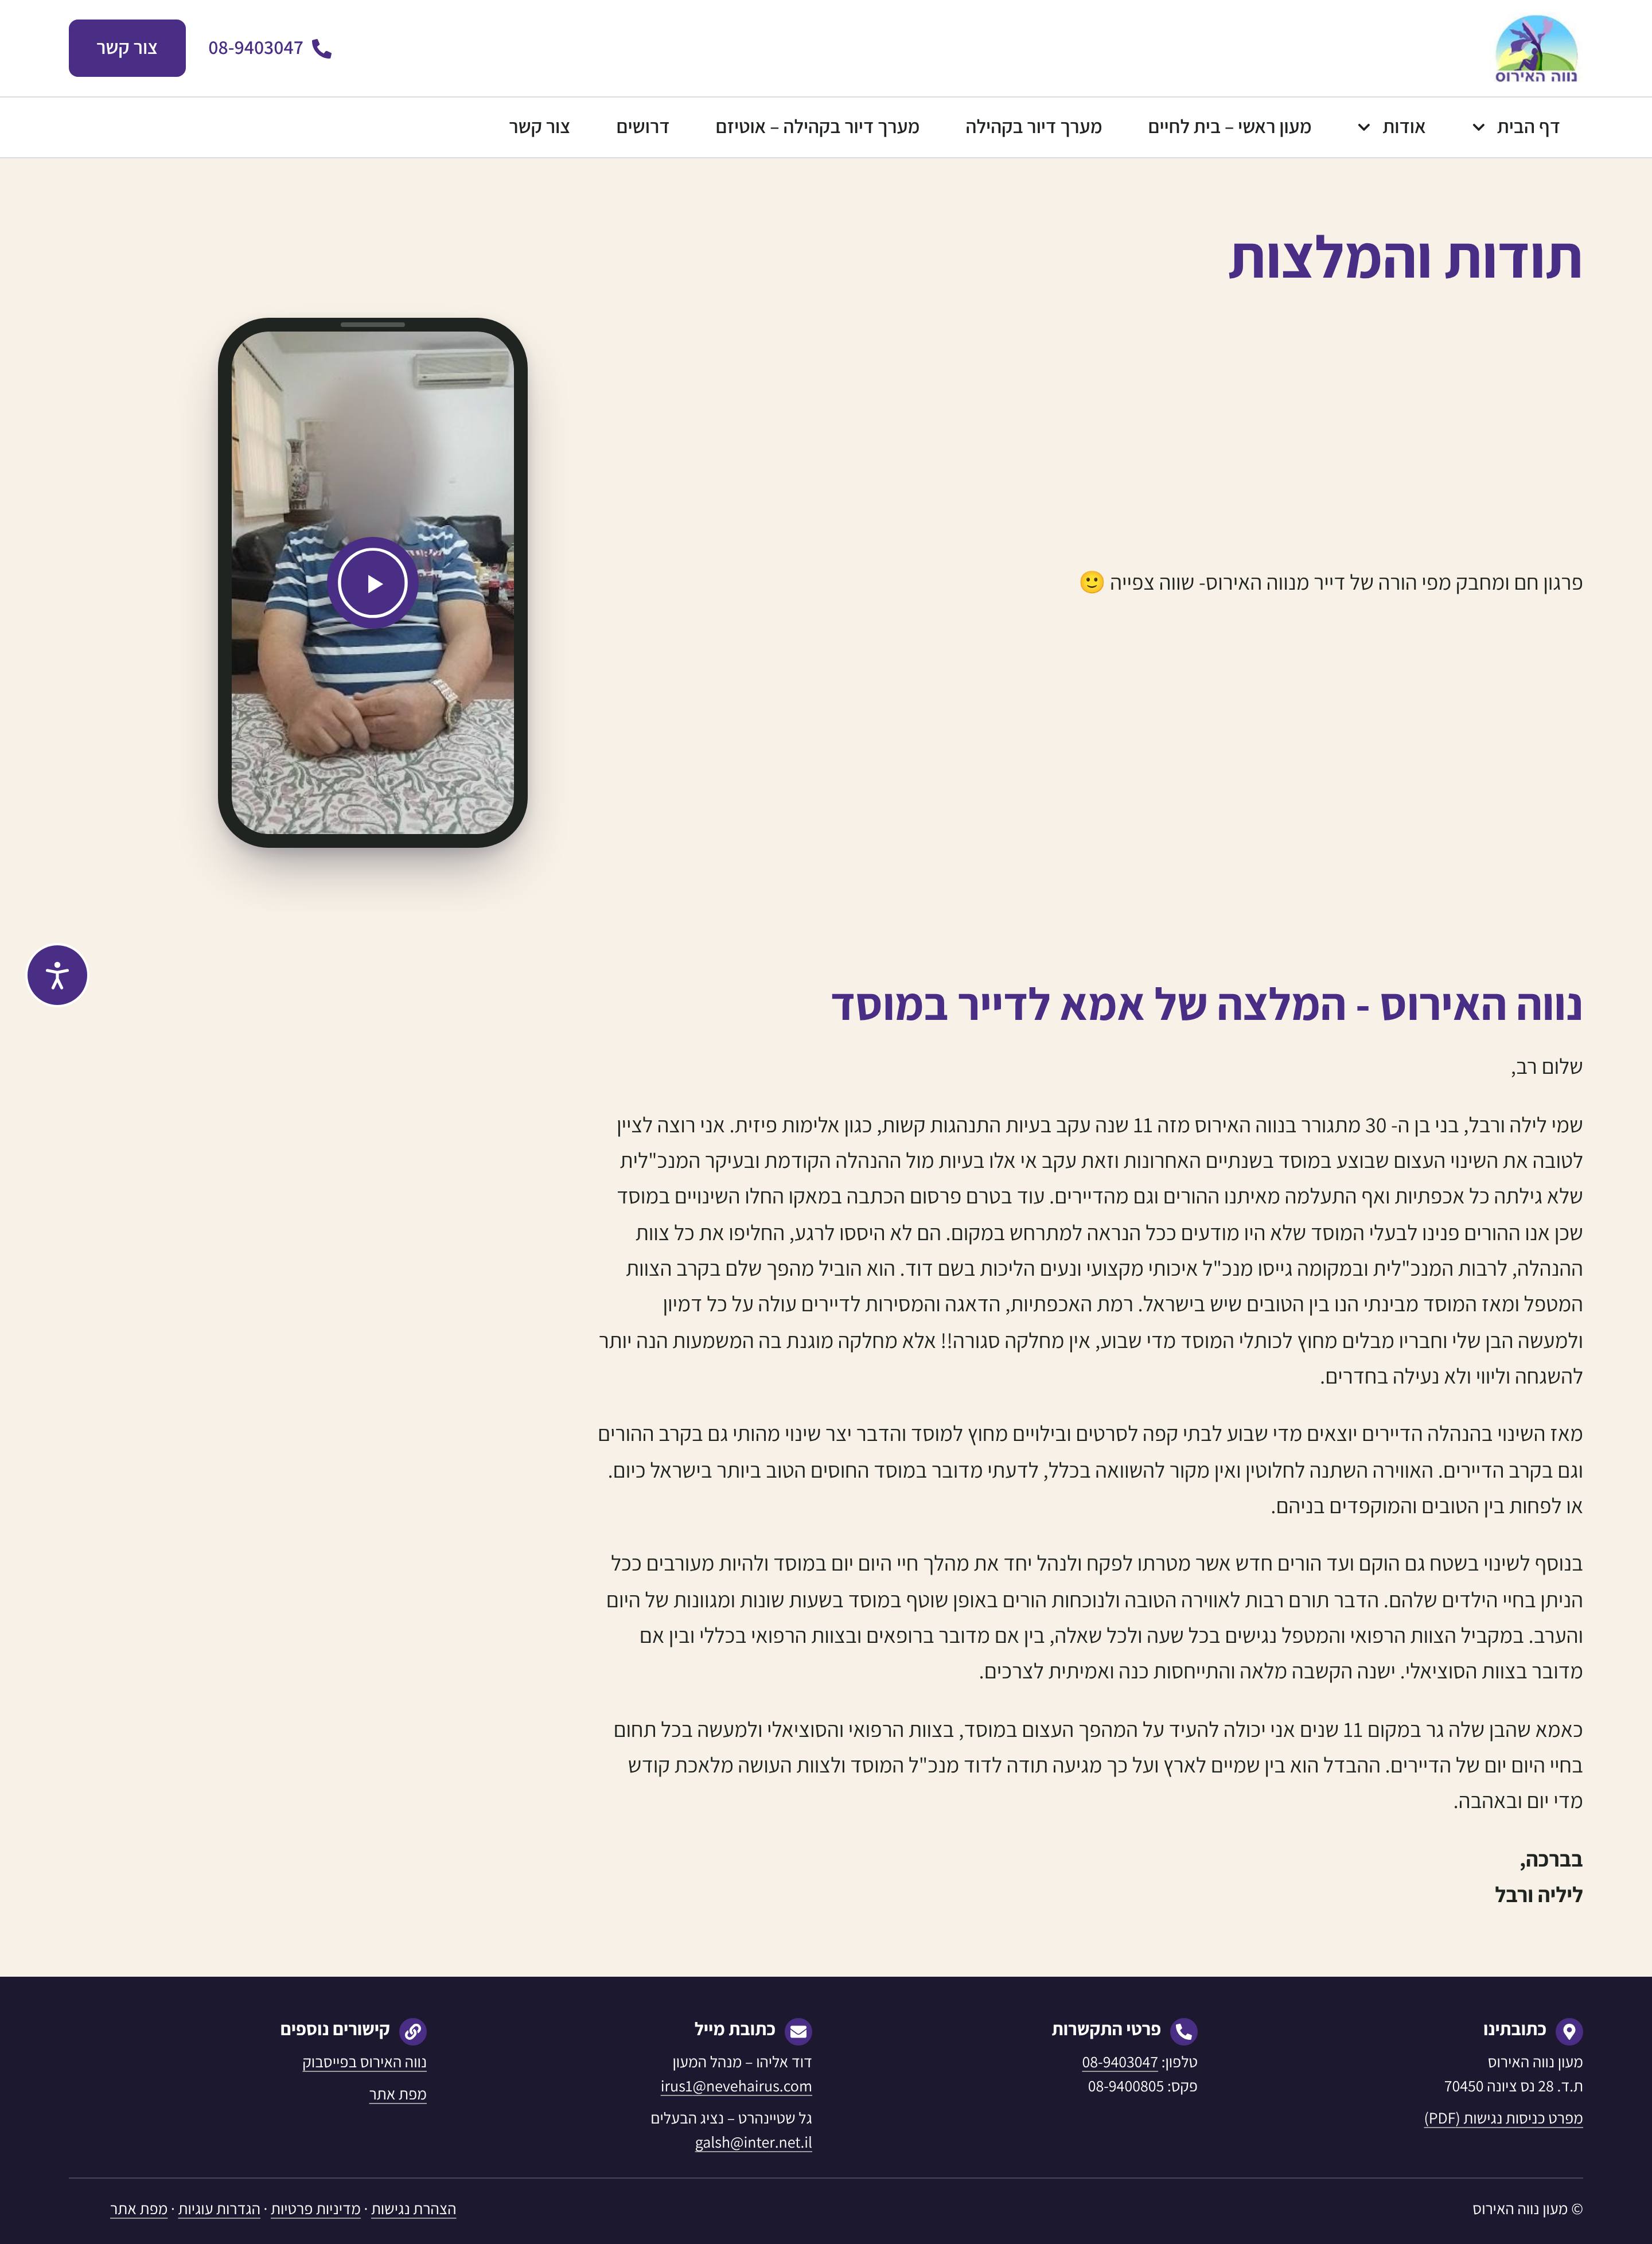 נווה האירוס
08-9403047
צור קשר
דף הבית
אודות
מעון ראשי – בית לחיים
מערך דיור בקהילה
מערך דיור בקהילה – אוטיזם
דרושים
צור קשר
תודות והמלצות
פרגון חם ומחבק מפי הורה של דייר מנווה האירוס- שווה צפייה 🙂
נווה האירוס - המלצה של אמא לדייר במוסד
שלום רב,
שמי לילה ורבל, בני בן ה- 30 מתגורר בנווה האירוס מזה 11 שנה עקב בעיות התנהגות קשות, כגון אלימות פיזית. אני רוצה לציין
לטובה את השינוי העצום שבוצע במוסד בשנתיים האחרונות וזאת עקב אי אלו בעיות מול ההנהלה הקודמת ובעיקר המנכ"לית
שלא גילתה כל אכפתיות ואף התעלמה מאיתנו ההורים וגם מהדיירים. עוד בטרם פרסום הכתבה במאקו החלו השינויים במוסד
שכן אנו ההורים פנינו לבעלי המוסד שלא היו מודעים ככל הנראה למתרחש במקום. הם לא היססו לרגע, החליפו את כל צוות
ההנהלה, לרבות המנכ"לית ובמקומה גייסו מנכ"ל איכותי מקצועי ונעים הליכות בשם דוד. הוא הוביל מהפך שלם בקרב הצוות
המטפל ומאז המוסד מבינתי הנו בין הטובים שיש בישראל. רמת האכפתיות, הדאגה והמסירות לדיירים עולה על כל דמיון
ולמעשה הבן שלי וחבריו מבלים מחוץ לכותלי המוסד מדי שבוע, אין מחלקה סגורה!! אלא מחלקה מוגנת בה המשמעות הנה יותר
להשגחה וליווי ולא נעילה בחדרים.
מאז השינוי בהנהלה הדיירים יוצאים מדי שבוע לבתי קפה לסרטים ובילויים מחוץ למוסד והדבר יצר שינוי מהותי גם בקרב ההורים
וגם בקרב הדיירים. האווירה השתנה לחלוטין ואין מקור להשוואה בכלל, לדעתי מדובר במוסד החוסים הטוב ביותר בישראל כיום.
או לפחות בין הטובים והמוקפדים בניהם.
בנוסף לשינוי בשטח גם הוקם ועד הורים חדש אשר מטרתו לפקח ולנהל יחד את מהלך חיי היום יום במוסד ולהיות מעורבים ככל
הניתן בחיי הילדים שלהם. הדבר תורם רבות לאווירה הטובה ולנוכחות הורים באופן שוטף במוסד בשעות שונות ומגוונות של היום
והערב. במקביל הצוות הרפואי והמטפל נגישים בכל שעה ולכל שאלה, בין אם מדובר ברופאים ובצוות הרפואי בכללי ובין אם
מדובר בצוות הסוציאלי. ישנה הקשבה מלאה והתייחסות כנה ואמיתית לצרכים.
כאמא שהבן שלה גר במקום 11 שנים אני יכולה להעיד על המהפך העצום במוסד, בצוות הרפואי והסוציאלי ולמעשה בכל תחום
בחיי היום יום של הדיירים. ההבדל הוא בין שמיים לארץ ועל כך מגיעה תודה לדוד מנכ"ל המוסד ולצוות העושה מלאכת קודש
מדי יום ובאהבה.
בברכה,
ליליה ורבל
כתובתינו
מעון נווה האירוס
ת.ד. 28 נס ציונה 70450
מפרט כניסות נגישות (PDF)
פרטי התקשרות
טלפון: 08-9403047
פקס: 08-9400805
כתובת מייל
דוד אליהו – מנהל המעון
irus1@nevehairus.com
גל שטיינהרט – נציג הבעלים
galsh@inter.net.il
קישורים נוספים
נווה האירוס בפייסבוק
מפת אתר
© מעון נווה האירוס
הצהרת נגישות · מדיניות פרטיות · הגדרות עוגיות · מפת אתר